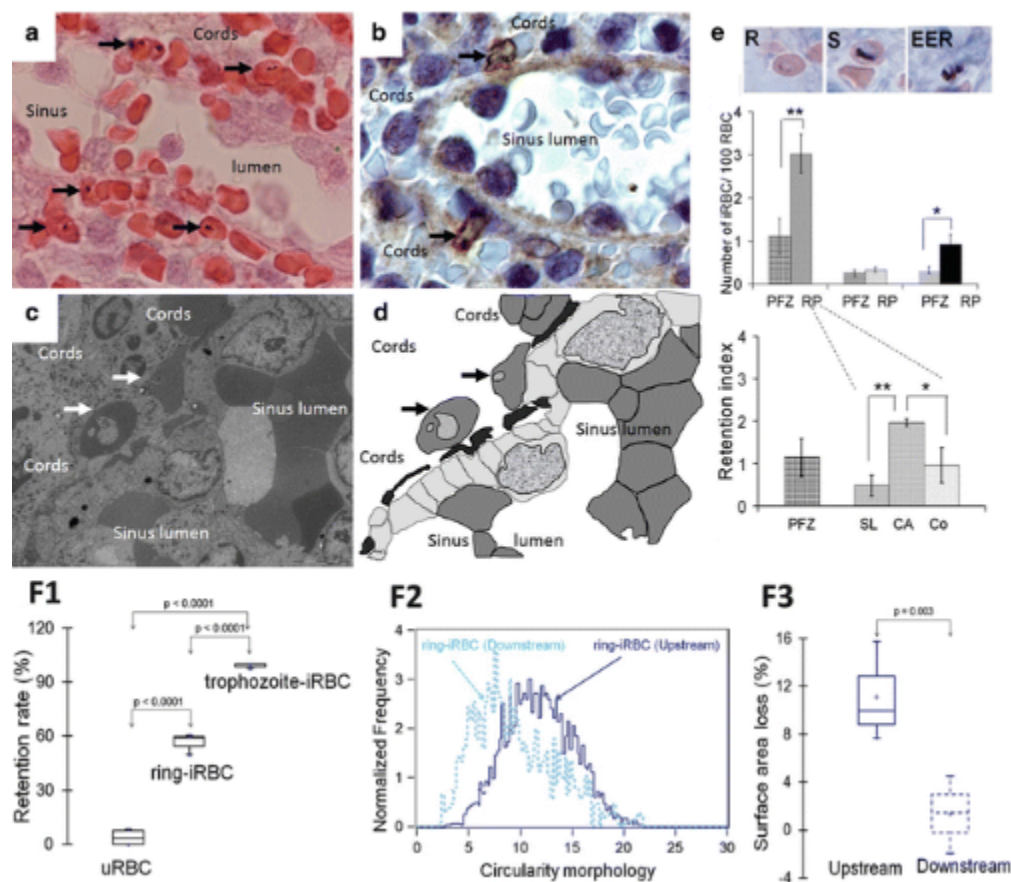 a
Cords
Sinus
lumen
b
Cords
Cords
Sinus lumen
Cords
c
Cords
Cords
Sinus lumen
Cords
Sinus lumen
d
Cords
Cords
Sinus lumen
Cords
Sinus lumen
e
R
S
EER
4
3
2
1
0
Number of iRBC/ 100 RBC
**
*
PFZ RP PFZ RP PFZ RP
4
3
2
1
0
Retention index
**
*
PFZ SL CA Co
F1
120
90
60
30
0
Retention rate (%)
p < 0.0001
p < 0.0001
p < 0.0001
trophozoite-iRBC
ring-iRBC
uRBC
F2
4
3
2
1
0
Normalized Frequency
ring-iRBC (Downstream)
ring-iRBC (Upstream)
0 5 10 15 20 25 30
Circularity morphology
F3
16
12
8
4
0
-4
Surface area loss (%)
p = 0.003
Upstream
Downstream